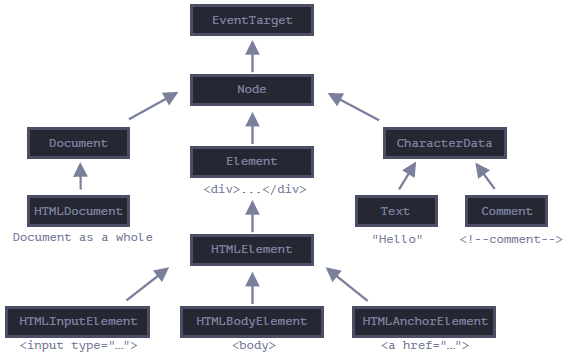 EventTarget
Node
Document
Element
CharacterData
<div>...</div>
HTMLDocument
Text
Comment
Document as a whole
"Hello"
<!--comment-->
HTMLElement
HTMLInputElement
HTMLBodyElement
HTMLAnchorElement
<input type="…">
<body>
<a href="…">